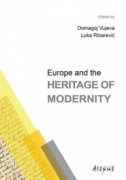 Edited by
Domagoj Vujeva
Luka Ribarević
Europe and the
HERITAGE OF
MODERNITY